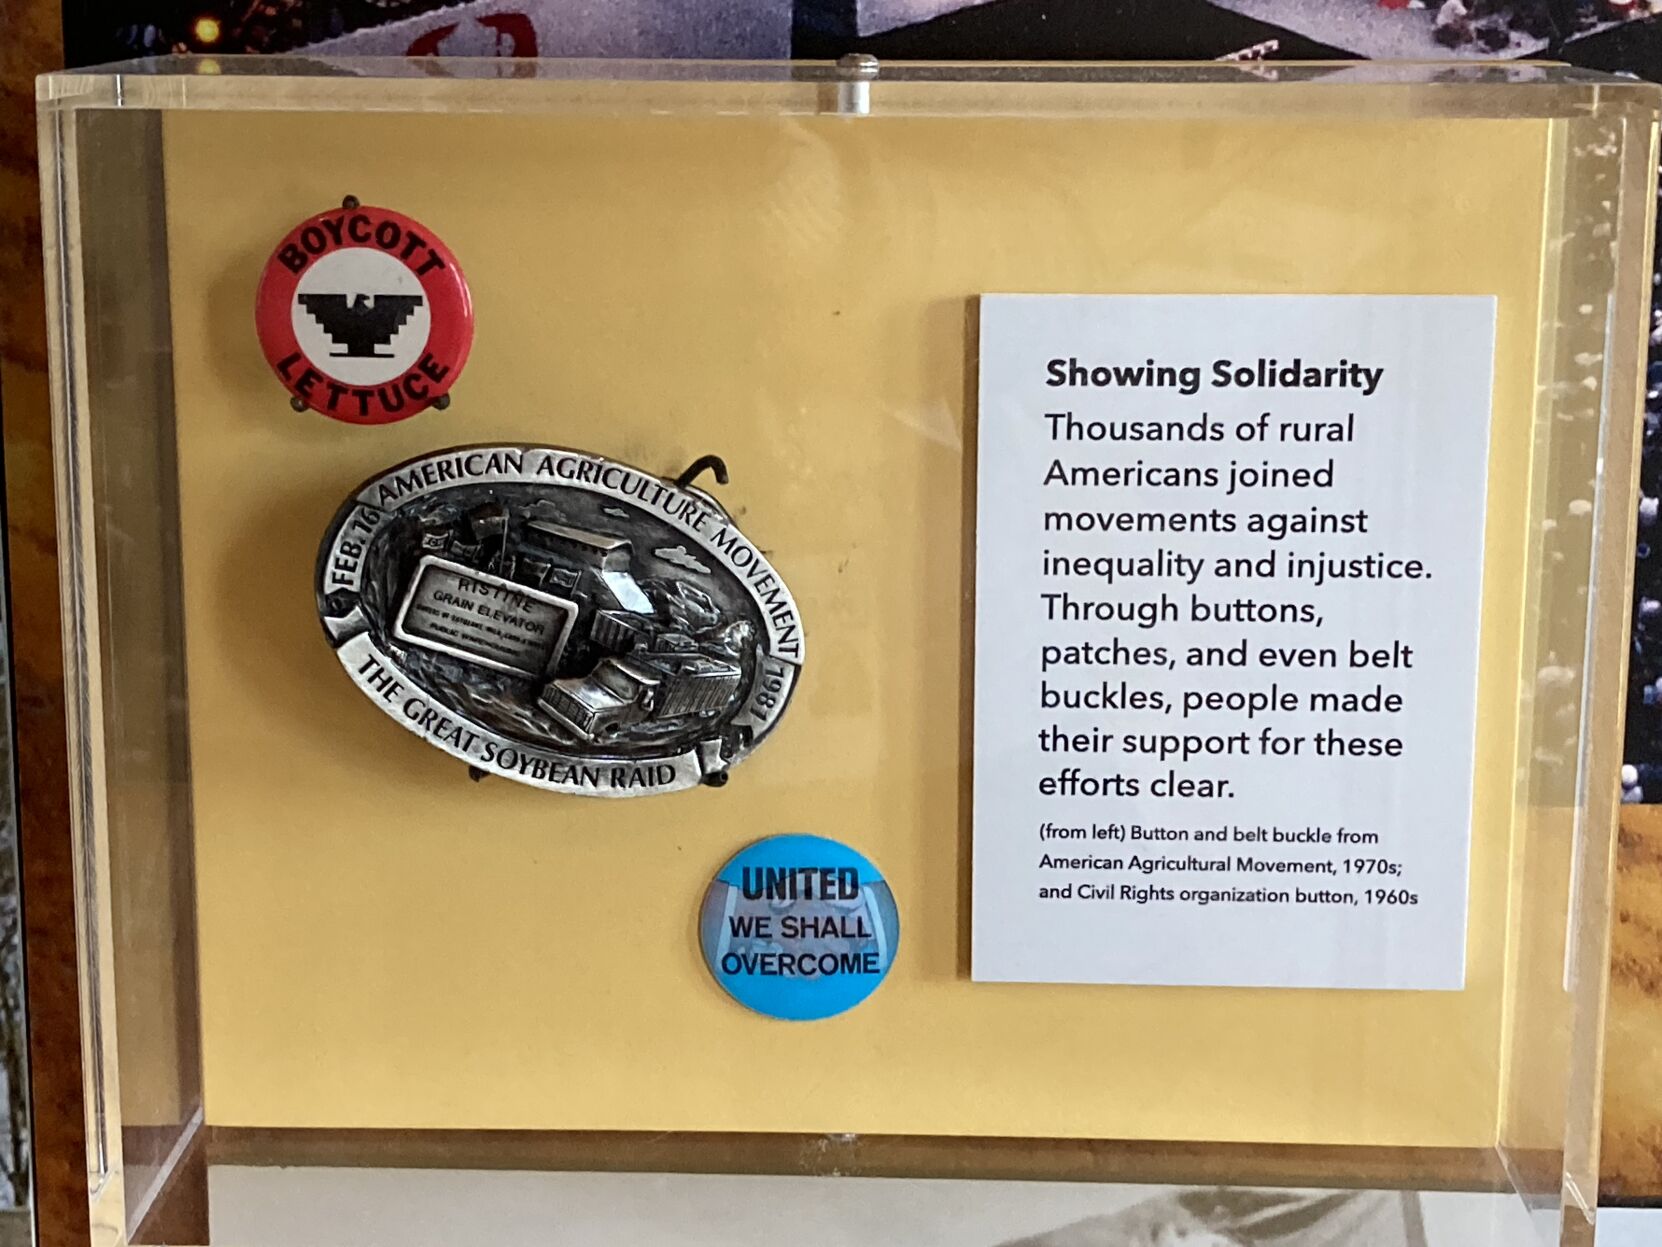 BOYCOTT
LETTUCE
FEB. 16 AMERICAN AGRICULTURE MOVEMENT 1981
RISTINE
GRAIN ELEVATOR
THE GREAT SOYBEAN RAID
UNITED
WE SHALL
OVERCOME
Showing Solidarity
Thousands of rural
Americans joined
movements against
inequality and injustice.
Through buttons,
patches, and even belt
buckles, people made
their support for these
efforts clear.
(from left) Button and belt buckle from
American Agricultural Movement, 1970s;
and Civil Rights organization button, 1960s